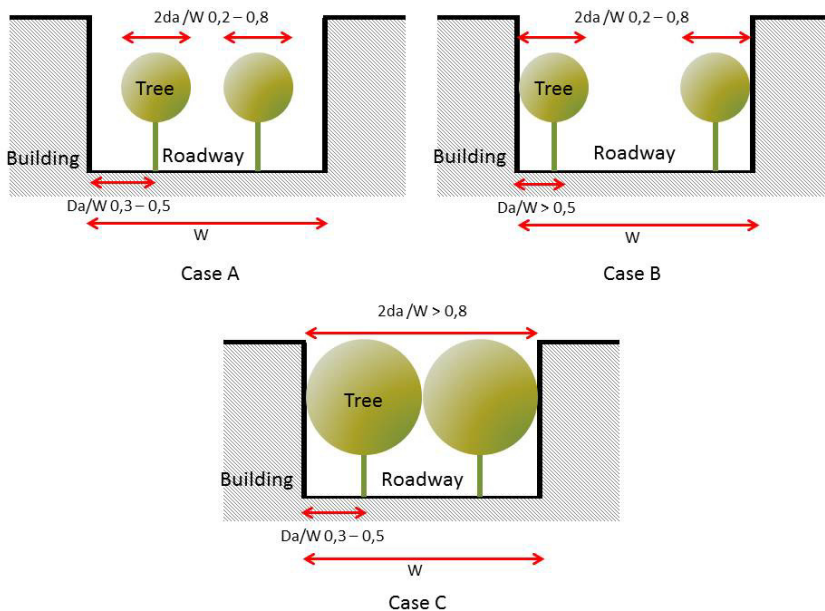 2da /W 0,2 – 0,8
Tree
Building
Roadway
Da/W 0,3 – 0,5
W
Case A
2da /W 0,2 – 0,8
Tree
Building
Roadway
Da/W > 0,5
W
Case B
2da /W > 0,8
Tree
Building
Roadway
Da/W 0,3 – 0,5
W
Case C